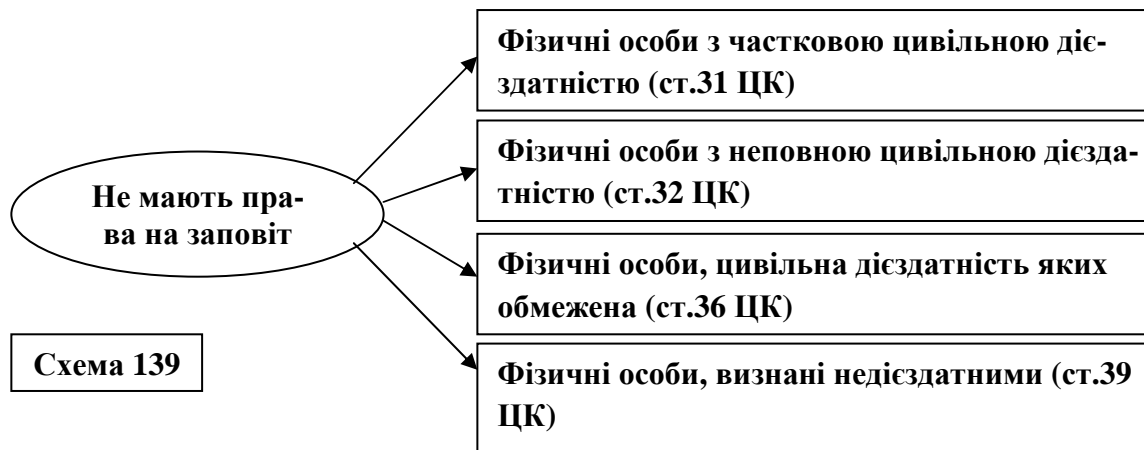 Фізичні особи з частковою цивільною діє-
здатністю (ст.31 ЦК)
Фізичні особи з неповною цивільною дієзда-
тністю (ст.32 ЦК)
Не мають пра-
ва на заповіт
Фізичні особи, цивільна дієздатність яких
обмежена (ст.36 ЦК)
Схема 139
Фізичні особи, визнані недієздатними (ст.39
ЦК)